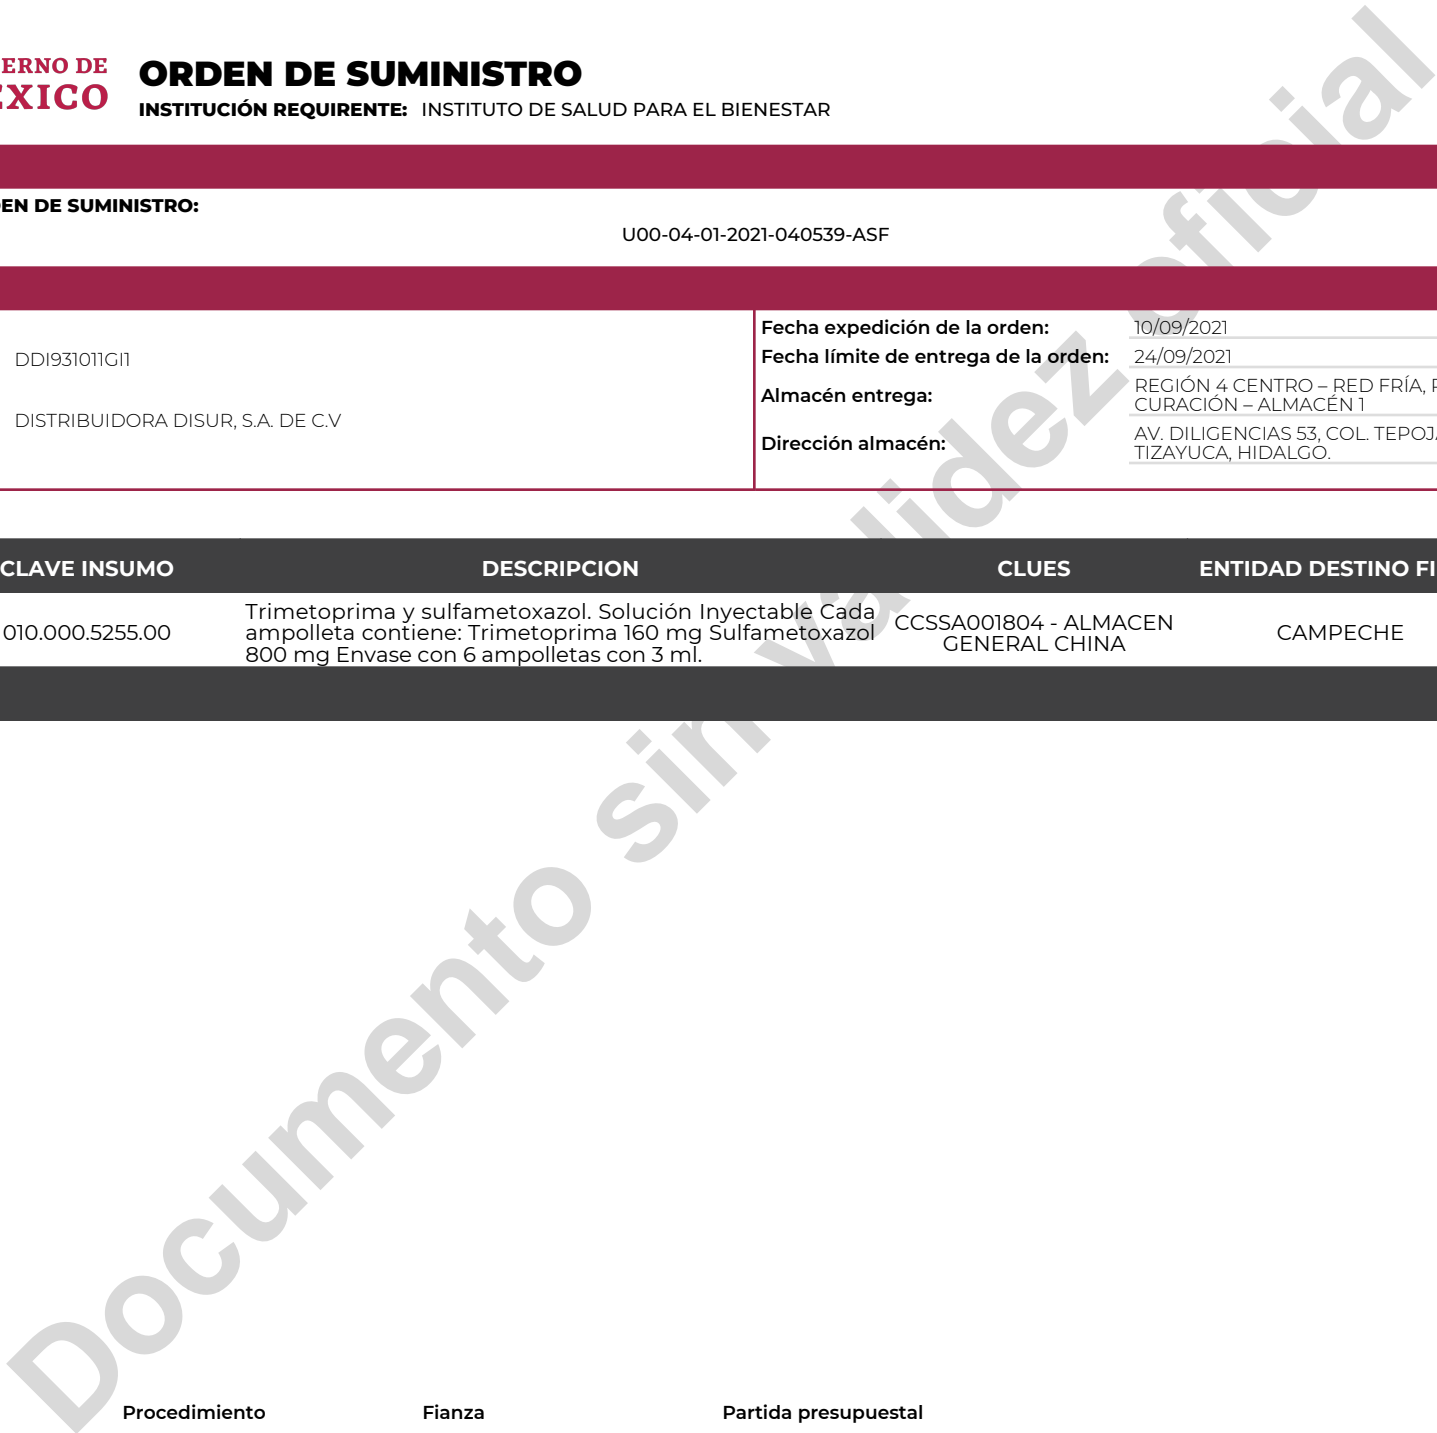 ERNO DE
EXICO
ORDEN DE SUMINISTRO
INSTITUCIÓN REQUIRENTE: INSTITUTO DE SALUD PARA EL BIENESTAR
EN DE SUMINISTRO:
U00-04-01-2021-040539-ASF
DDI931011GI1
DISTRIBUIDORA DISUR, S.A. DE C.V
Fecha expedición de la orden: 10/09/2021
Fecha límite de entrega de la orden: 24/09/2021
Almacén entrega: REGIÓN 4 CENTRO – RED FRÍA,
CURACIÓN – ALMACÉN 1
Dirección almacén: AV. DILIGENCIAS 53, COL. TEPOJA
TIZAYUCA, HIDALGO.
CLAVE INSUMO DESCRIPCION CLUES ENTIDAD DESTINO FI
010.000.5255.00
Trimetoprima y sulfametoxazol. Solución Inyectable Cada
ampolleta contiene: Trimetoprima 160 mg Sulfametoxazol
800 mg Envase con 6 ampolletas con 3 ml.
CCSSA001804 - ALMACEN
GENERAL CHINA
CAMPECHE
Documento sin validez oficial
Procedimiento Fianza Partida presupuestal